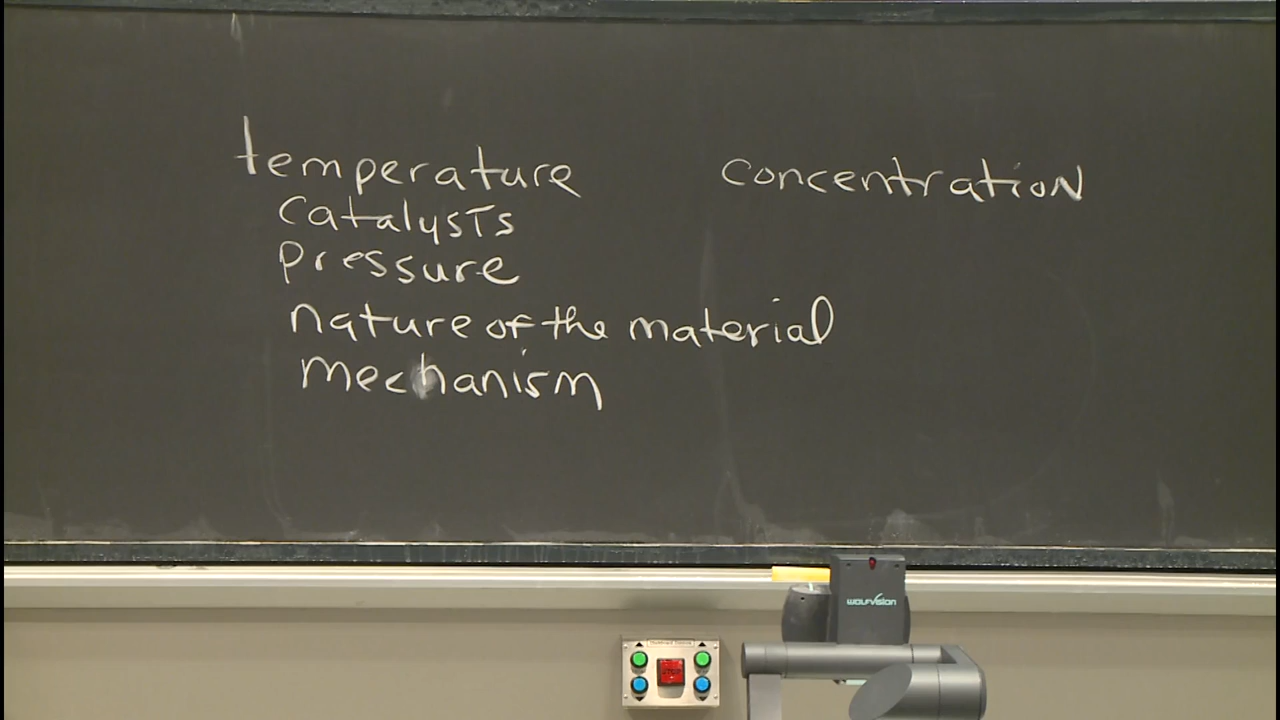 temperature concentration
catalysts
pressure
nature of the material
mechanism
WOLFVISION